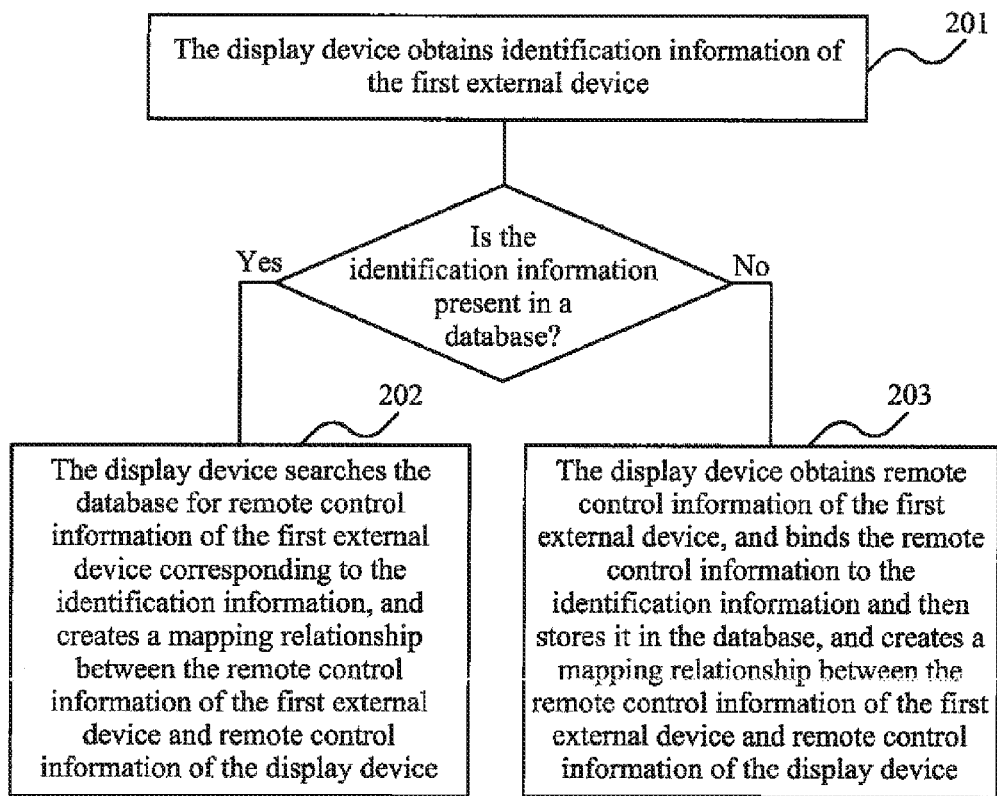 201
The display device obtains identification information of
the first external device
Is the
identification information
present in a
database?
Yes
No
202
The display device searches the
database for remote control
information of the first external
device corresponding to the
identification information, and
creates a mapping relationship
between the remote control
information of the first external
device and remote control
information of the display device
203
The display device obtains remote
control information of the first
external device, and binds the remote
control information to the
identification information and then
stores it in the database, and creates a
mapping relationship between the
remote control information of the first
external device and remote control
information of the display device